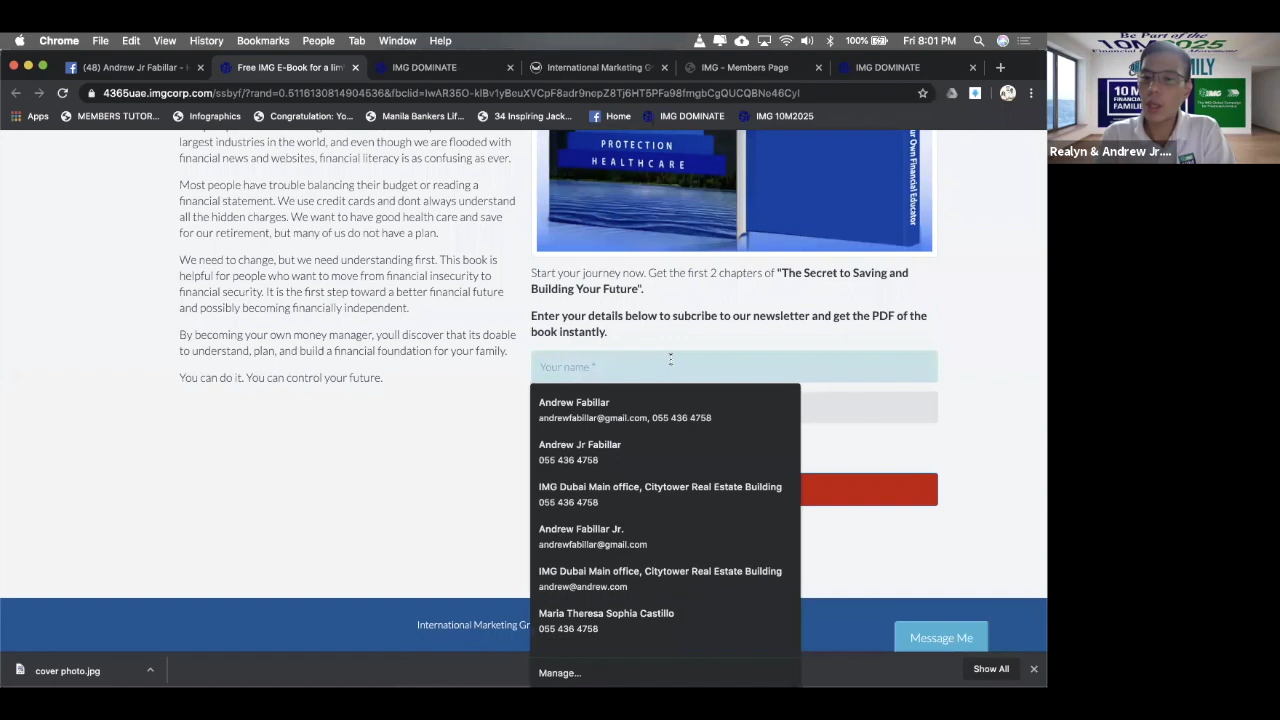 Chrome File Edit View History Bookmarks People Tab Window Help 100% Fri 8:01 PM
(48) Andrew Jr Fabillar - H
Free IMG E-Book for a lim
IMG DOMINATE
International Marketing G
IMG - Members Page
IMG DOMINATE
Apps
MEMBERS TUTOR...
Infographics
Congratulation: Yo...
Manila Bankers Lif...
34 Inspiring Jack...
Home
IMG DOMINATE
IMG 10M2025
largest industries in the world, and even though we are flooded with
financial news and websites, financial literacy is as confusing as ever.
Most people have trouble balancing their budget or reading a
financial statement. We use credit cards and dont always understand
all the hidden charges. We want to have good health care and save
for our retirement, but many of us do not have a plan.
We need to change, but we need understanding first. This book is
helpful for people who want to move from financial insecurity to
financial security. It is the first step toward a better financial future
and possibly becoming financially independent.
By becoming your own money manager, youll discover that its doable
to understand, plan, and build a financial foundation for your family.
You can do it. You can control your future.
PROTECTION
HEALTHCARE
Your Own Financial Educator
Start your journey now. Get the first 2 chapters of "The Secret to Saving and
Building Your Future".
Enter your details below to subcribe to our newsletter and get the PDF of the
book instantly.
Your name *
Andrew Fabillar
andrewfabillar@gmail.com, 055 436 4758
Andrew Jr Fabillar
055 436 4758
IMG Dubai Main office, Citytower Real Estate Building
055 436 4758
Andrew Fabillar Jr.
andrewfabillar@gmail.com
IMG Dubai Main office, Citytower Real Estate Building
andrew@andrew.com
Maria Theresa Sophia Castillo
055 436 4758
Manage...
International Marketing Gr
Message Me
cover photo.jpg
Show All
Be Part of the
10M2025
FAMILY
10 M
IMG
Realyn & Andrew Jr....